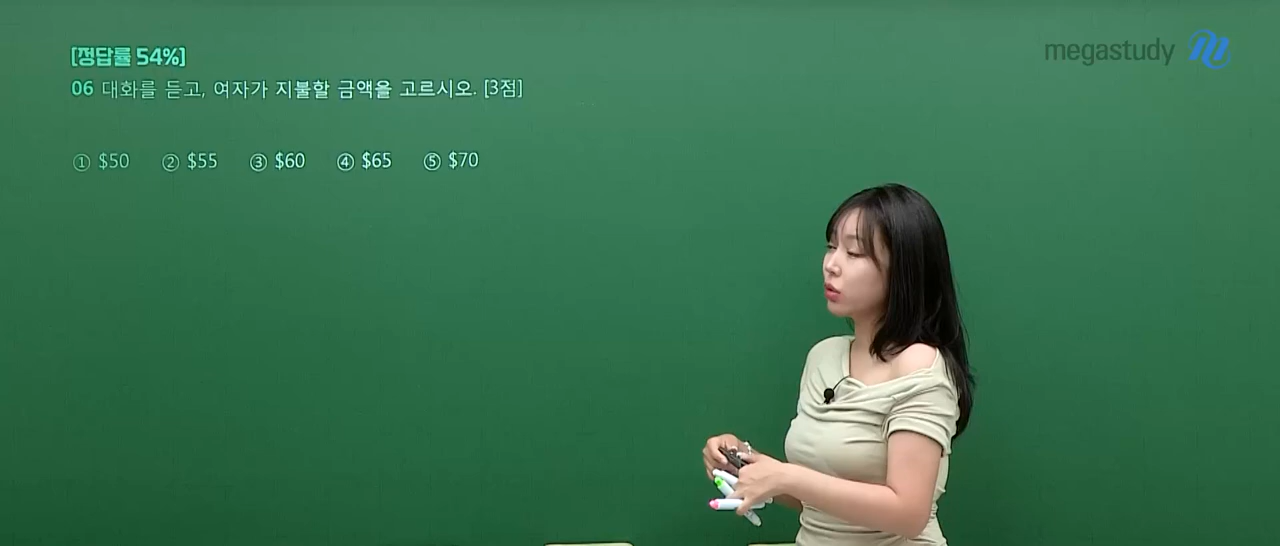 [정답률 54%]
megastudy
06 대화를 듣고, 여자가 지불할 금액을 고르시오. [3점]
① $50 ② $55 ③ $60 ④ $65 ⑤ $70